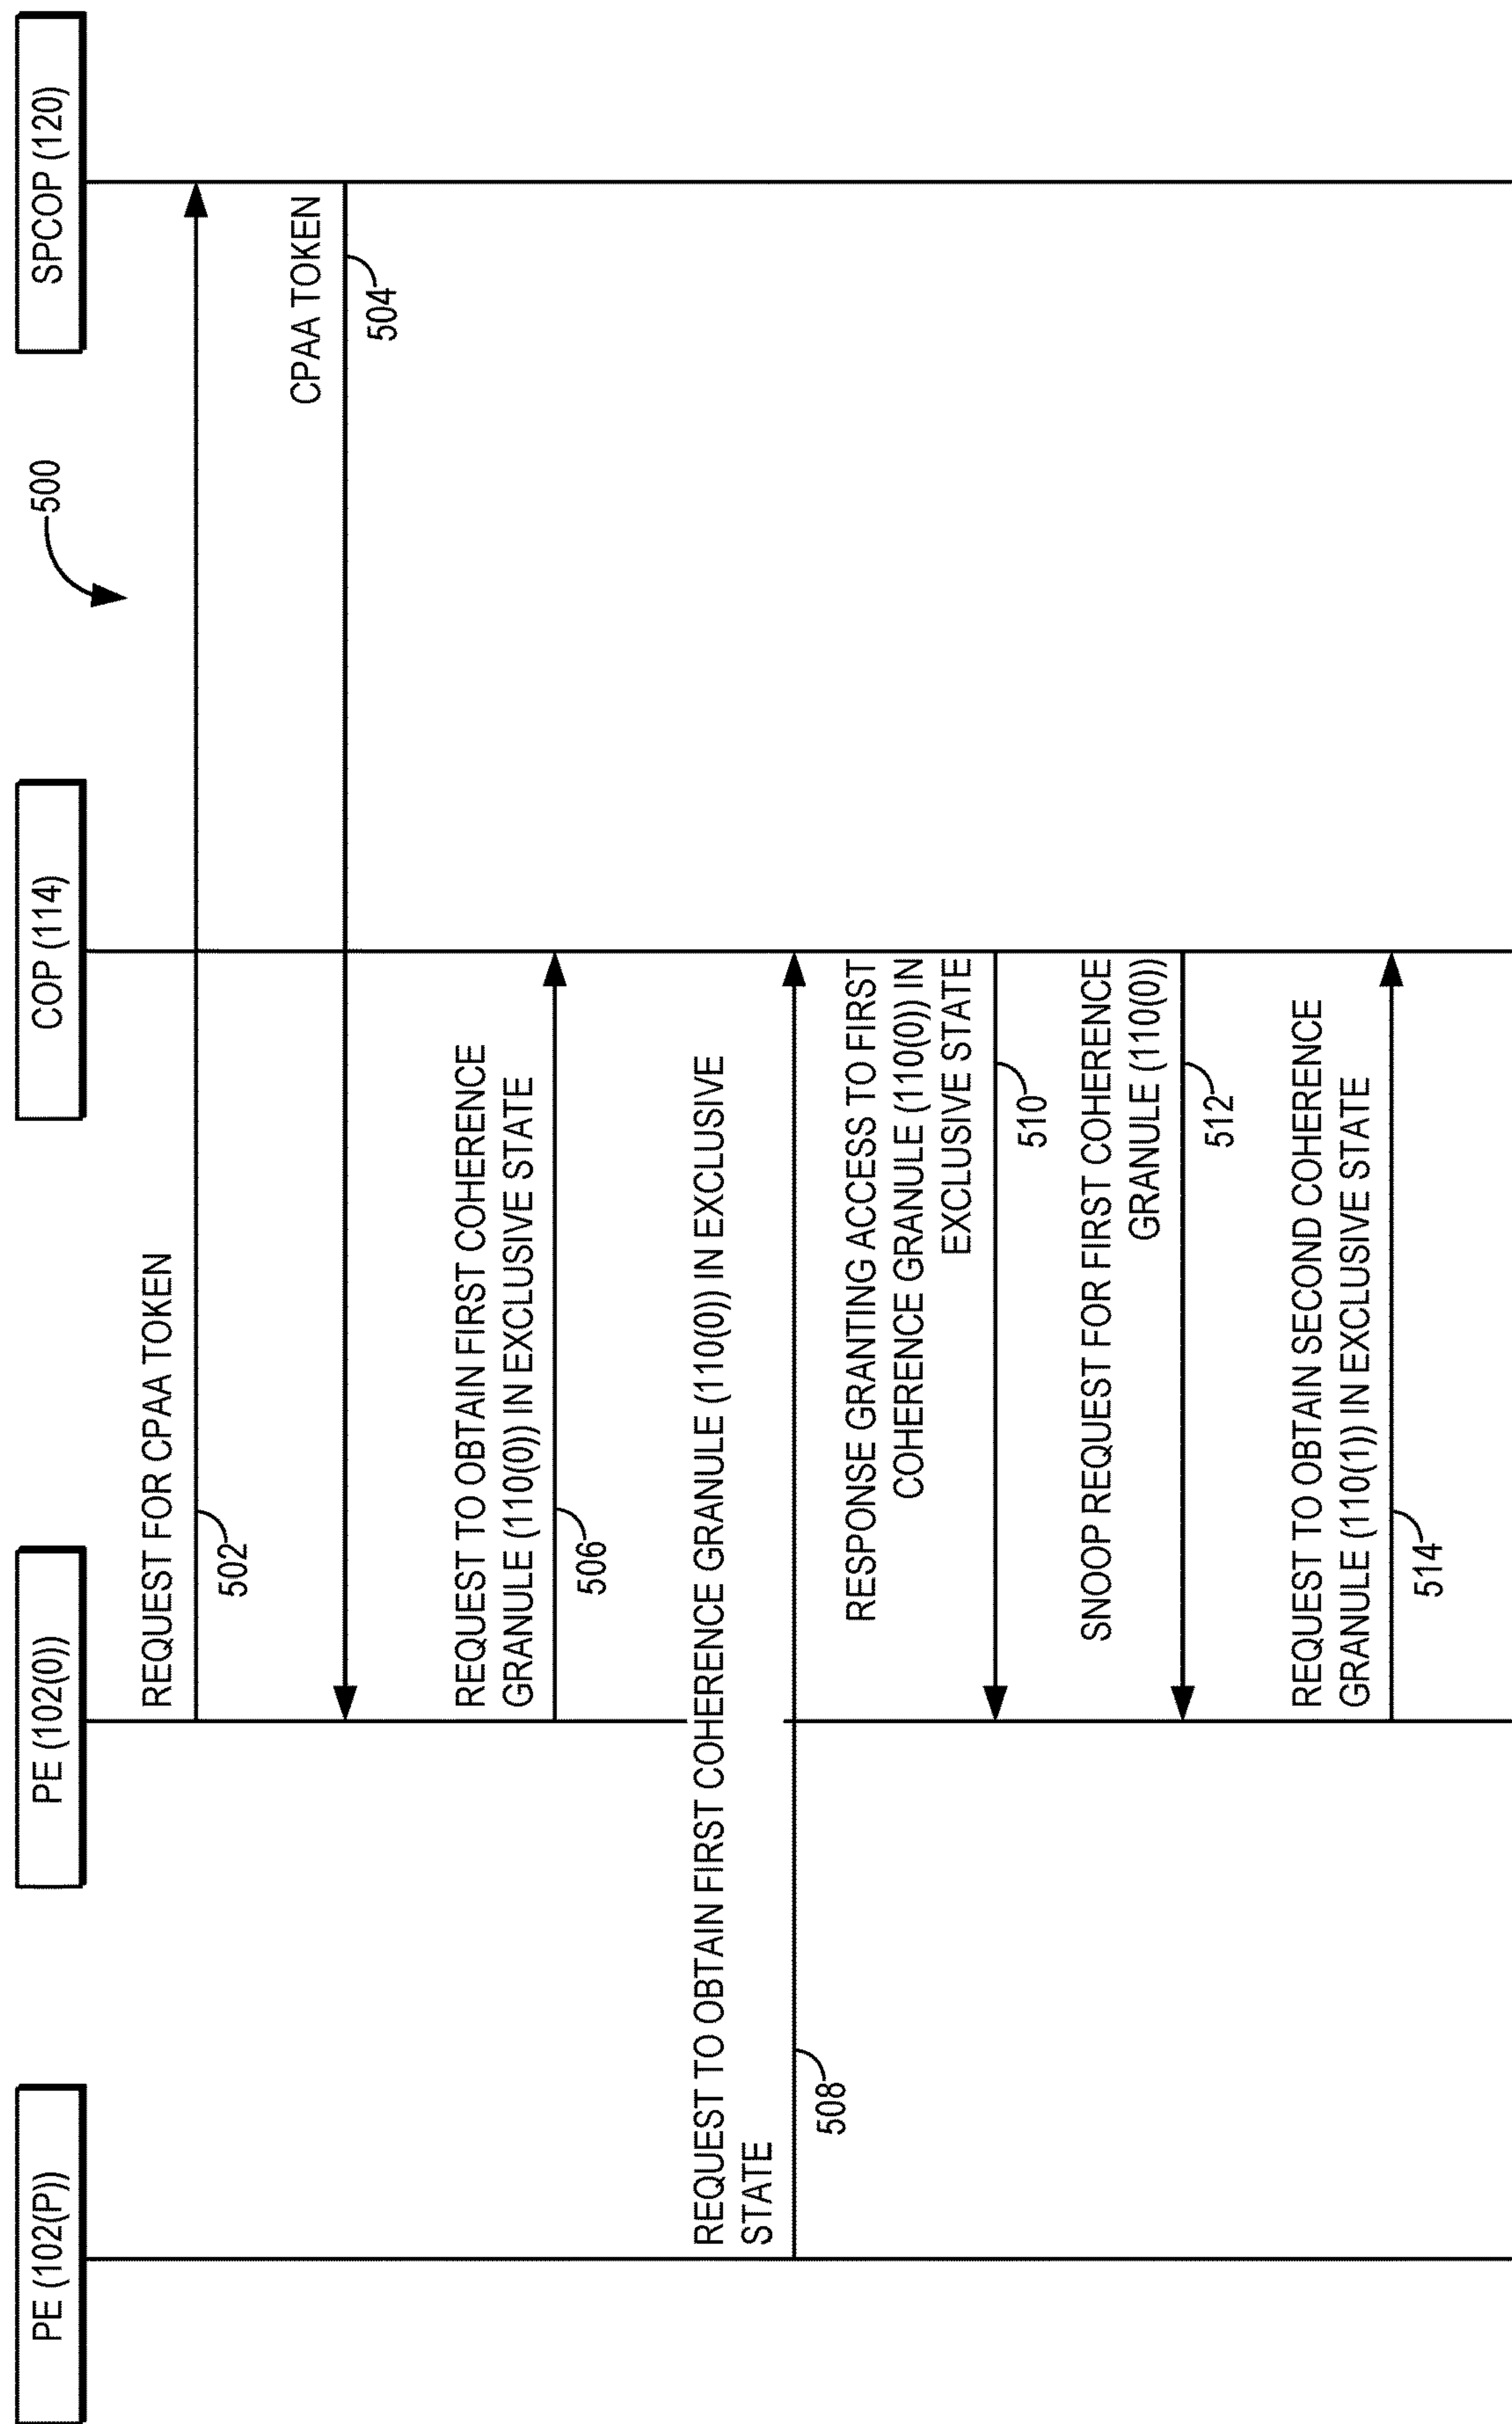 PE (102(P))
PE (102(0))
COP (114)
SPCOP (120)
500
REQUEST FOR CPAA TOKEN
502
CPAA TOKEN
504
REQUEST TO OBTAIN FIRST COHERENCE
GRANULE (110(0)) IN EXCLUSIVE STATE
506
REQUEST TO OBTAIN FIRST COHERENCE GRANULE (110(0)) IN EXCLUSIVE
STATE
508
RESPONSE GRANTING ACCESS TO FIRST
COHERENCE GRANULE (110(0)) IN
EXCLUSIVE STATE
510
SNOOP REQUEST FOR FIRST COHERENCE
GRANULE (110(0))
512
REQUEST TO OBTAIN SECOND COHERENCE
GRANULE (110(1)) IN EXCLUSIVE STATE
514